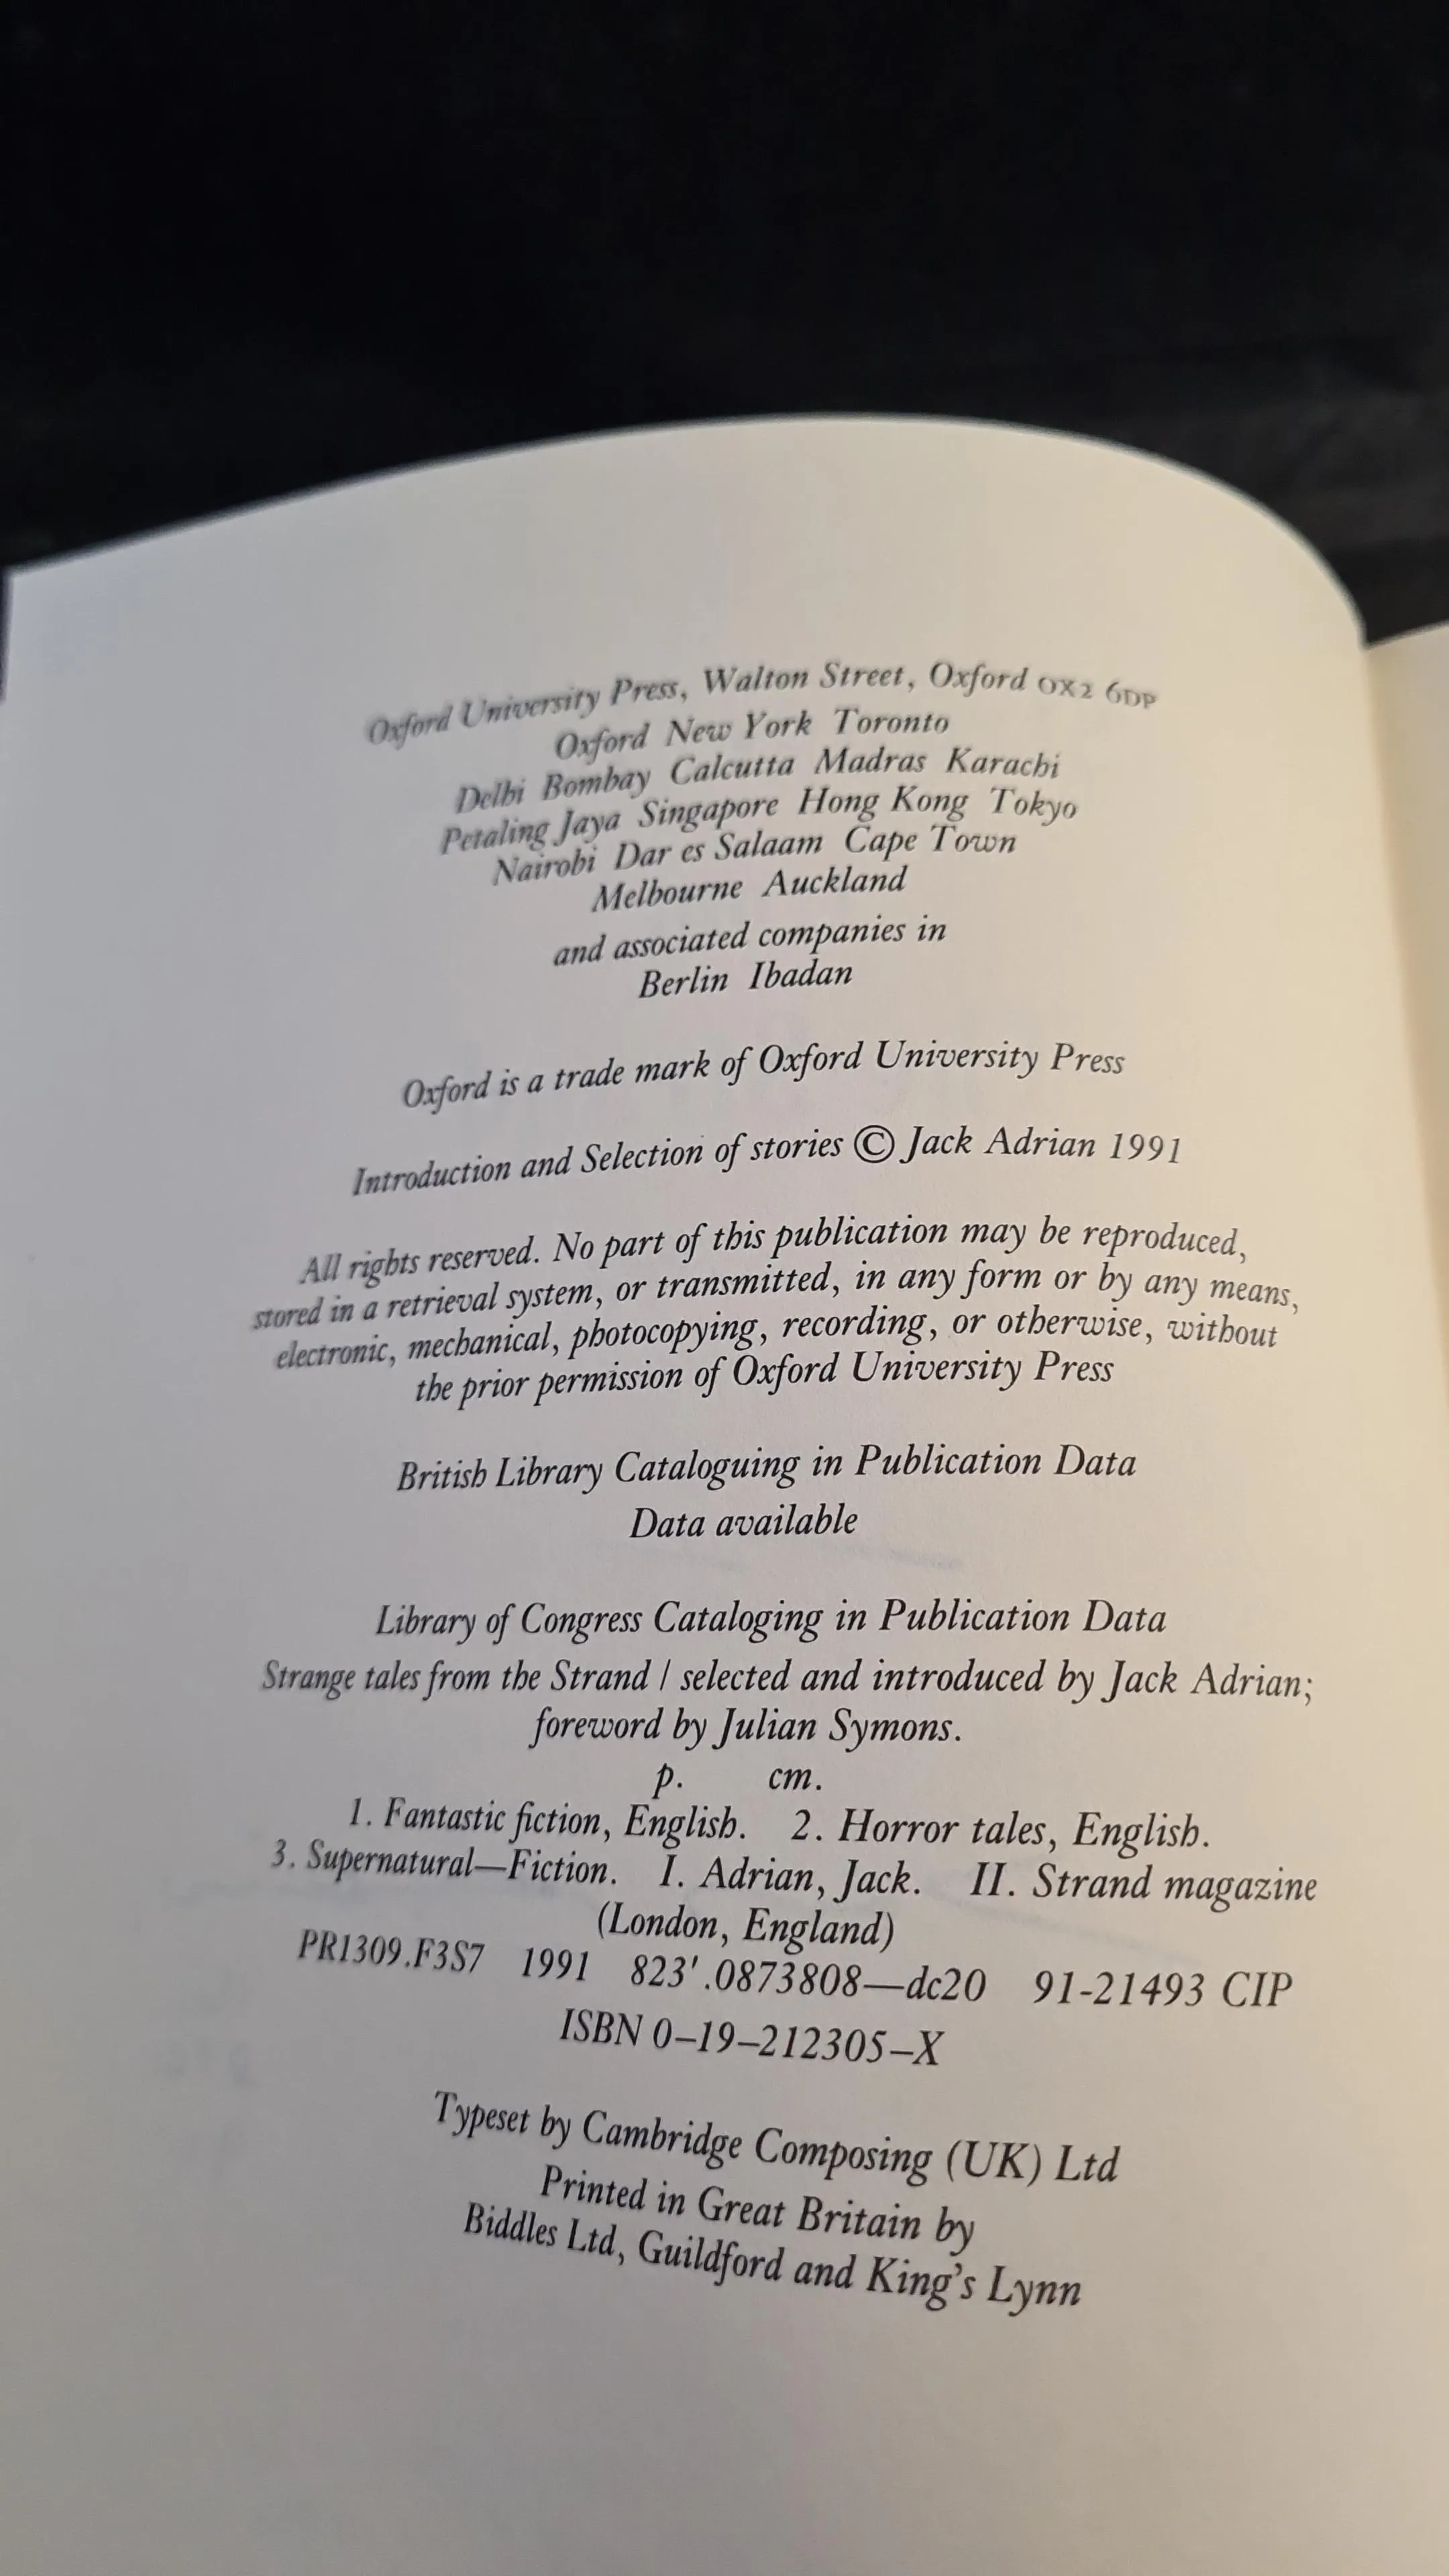 Oxford University Press, Walton Street, Oxford OX2 6DP
Oxford New York Toronto
Delhi Bombay Calcutta Madras Karachi
Petaling Jaya Singapore Hong Kong Tokyo
Nairobi Dar es Salaam Cape Town
Melbourne Auckland
and associated companies in
Berlin Ibadan
Oxford is a trade mark of Oxford University Press
Introduction and Selection of stories © Jack Adrian 1991
All rights reserved. No part of this publication may be reproduced,
stored in a retrieval system, or transmitted, in any form or by any means,
electronic, mechanical, photocopying, recording, or otherwise, without
the prior permission of Oxford University Press
British Library Cataloguing in Publication Data
Data available
Library of Congress Cataloging in Publication Data
Strange tales from the Strand / selected and introduced by Jack Adrian;
foreword by Julian Symons.
p. cm.
1. Fantastic fiction, English. 2. Horror tales, English.
3. Supernatural—Fiction. I. Adrian, Jack. II. Strand magazine
(London, England)
PR1309.F3S7 1991 823'.0873808—dc20 91-21493 CIP
ISBN 0–19–212305–X
Typeset by Cambridge Composing (UK) Ltd
Printed in Great Britain by
Biddles Ltd, Guildford and King's Lynn